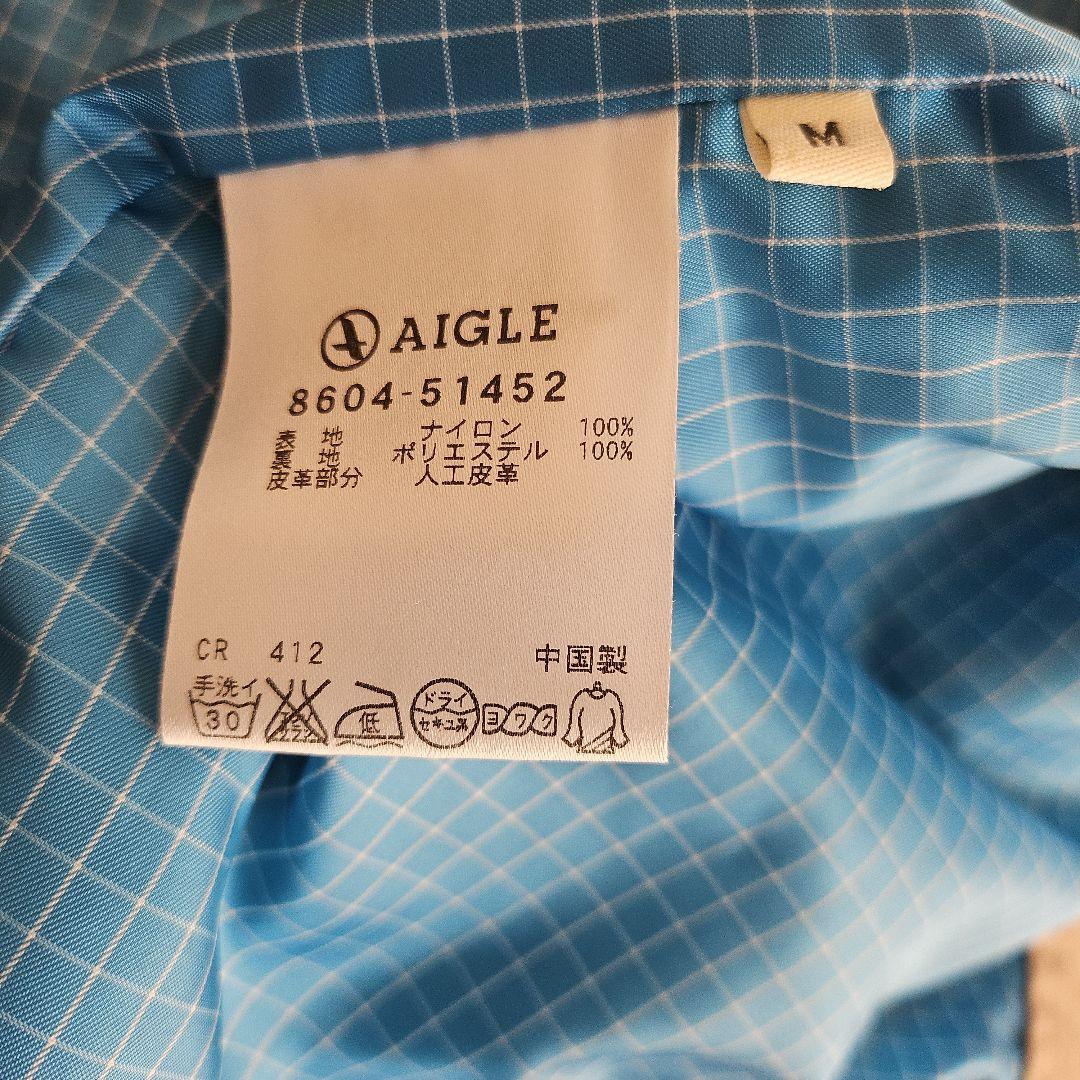 M
AIGLE
8604-51452
表 地 ナイロン 100%
裏 地 ポリエステル 100%
皮革部分 人工皮革
CR 412 中国製
手洗イ
30 低 ドライ セキユ系 ヨワク